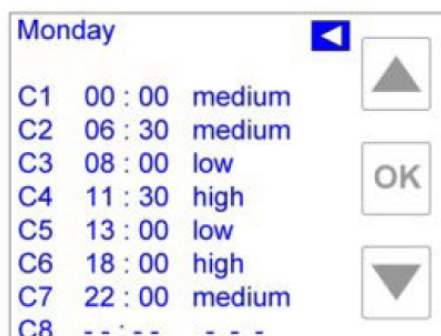 Monday
C1 00 : 00 medium
C2 06 : 30 medium
C3 08 : 00 low
C4 11 : 30 high
OK
C5 13 : 00 low
C6 18 : 00 high
C7 22 : 00 medium
C8 - - : - - - - -